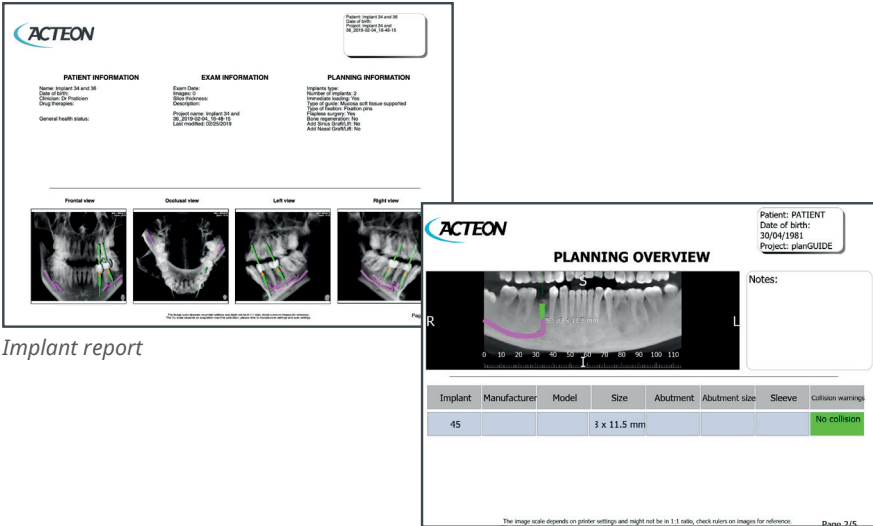 ACTEON
Patient: Implant 34 and 36
Date of birth:
Project: Implant 34 and
36_2019-02-04_16-48-15
PATIENT INFORMATION
Name: Implant 34 and 36
Date of birth:
Clinician: Dr Praticien
Drug therapies:
General health status:
EXAM INFORMATION
Exam Date:
Images: 0
Slice thickness:
Description:
Project name: Implant 34 and
36_2019-02-04_16-48-15
Last modified: 02/25/2019
PLANNING INFORMATION
Implants type:
Number of implants: 2
Immediate loading: Yes
Type of guide: Mucosa soft tissue supported
Type of fixation: Fixation pins
Flapless surgery: Yes
Bone regeneration: No
Add Sinus Graft/Lift: No
Add Nasal Graft/Lift: No
Frontal view
Occlusal view
Left view
Right view
Implant report
ACTEON
Patient: PATIENT
Date of birth:
30/04/1981
Project: planGUIDE
PLANNING OVERVIEW
Notes:
S
R
L
x 11.5 mm
0 10 20 30 40 50 60 70 80 90 100 110
I
Implant Manufacturer Model Size Abutment Abutment size Sleeve Collision warnings
45 3 x 11.5 mm No collision
The image scale depends on printer settings and might not be in 1:1 ratio, check rulers on images for reference.
Page 2/5